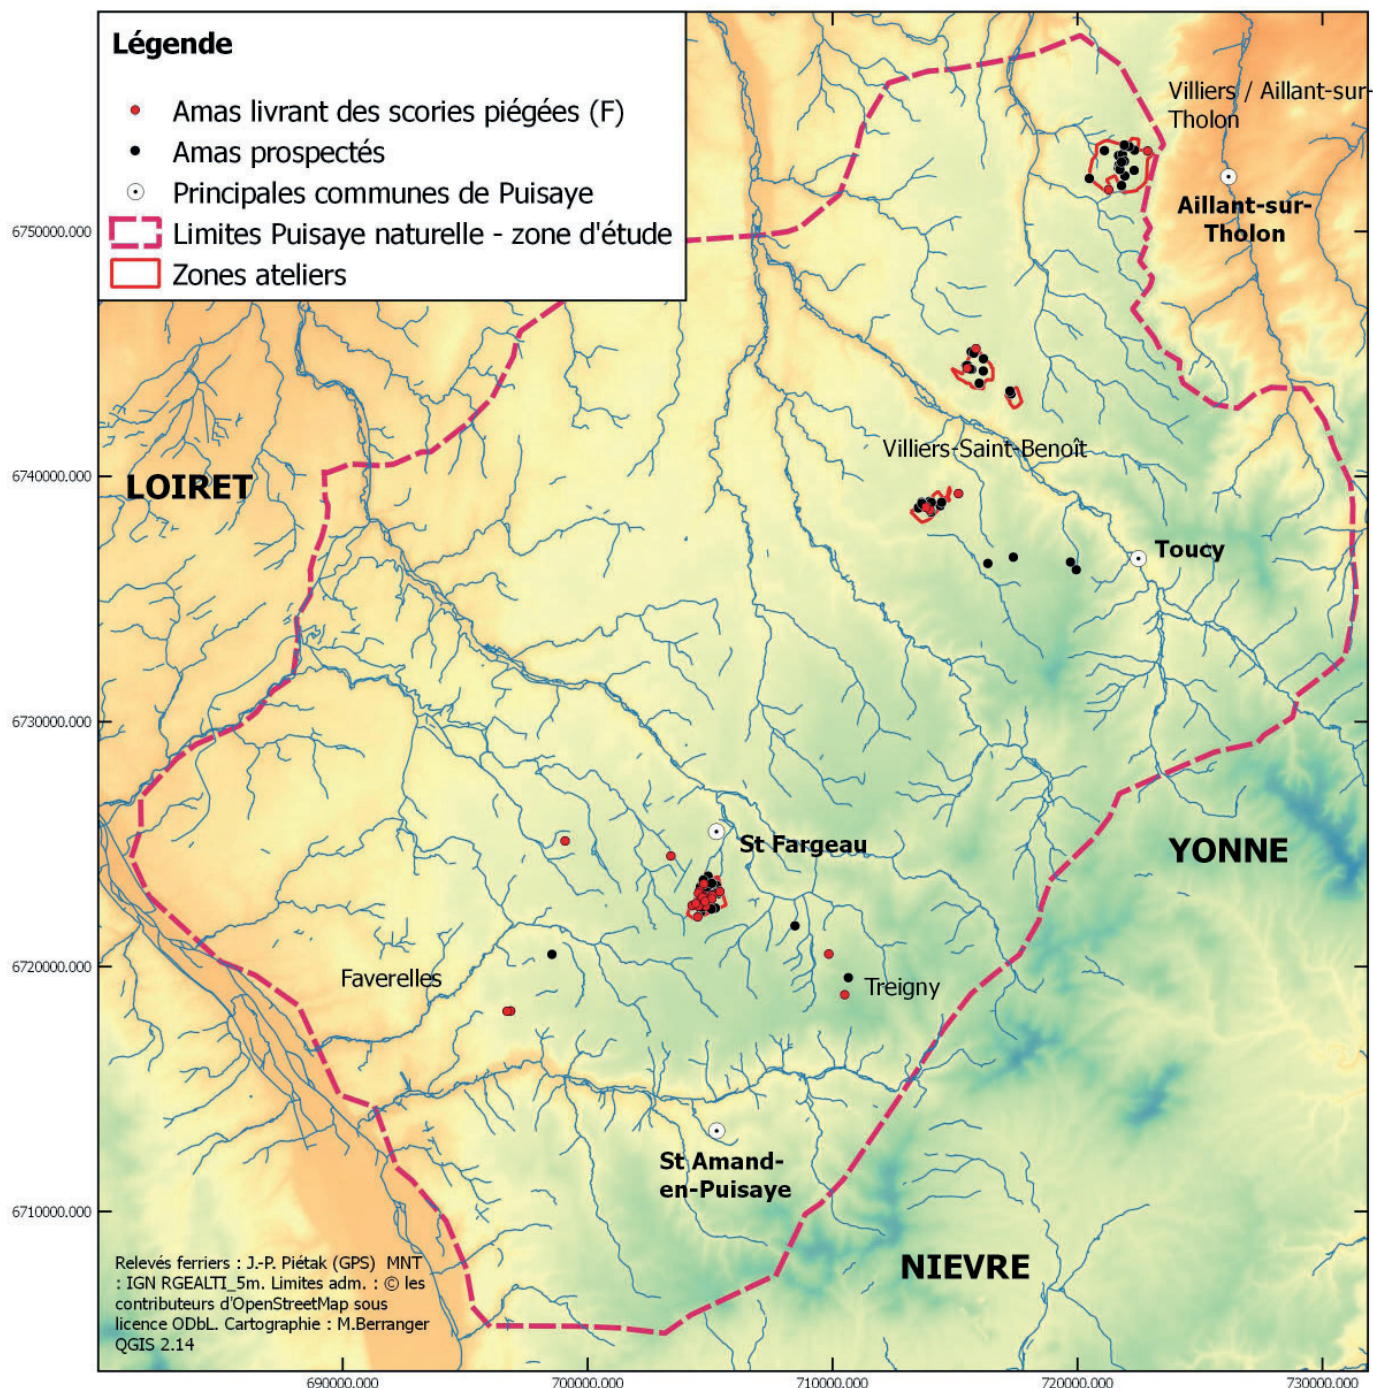 Légende
Amas livrant des scories piégées (F)
Amas prospectés
Principales communes de Puisaye
Limites Puisaye naturelle - zone d'étude
Zones ateliers
Villiers / Aillant-sur-
Tholon
Aillant-sur-
Tholon
6750000.000
Villiers-Saint-Benoît
6740000.000
LOIRET
Toucy
6730000.000
St Fargeau
YONNE
6720000.000
Faverelles
Treigny
St Amand-
en-Puisaye
6710000.000
NIEVRE
Relevés ferriers : J.-P. Piétak (GPS) MNT
: IGN RGEALTI_5m. Limites adm. : © les
contributeurs d'OpenStreetMap sous
licence ODbL. Cartographie : M.Berranger
QGIS 2.14
690000.000
700000.000
710000.000
720000.000
730000.000